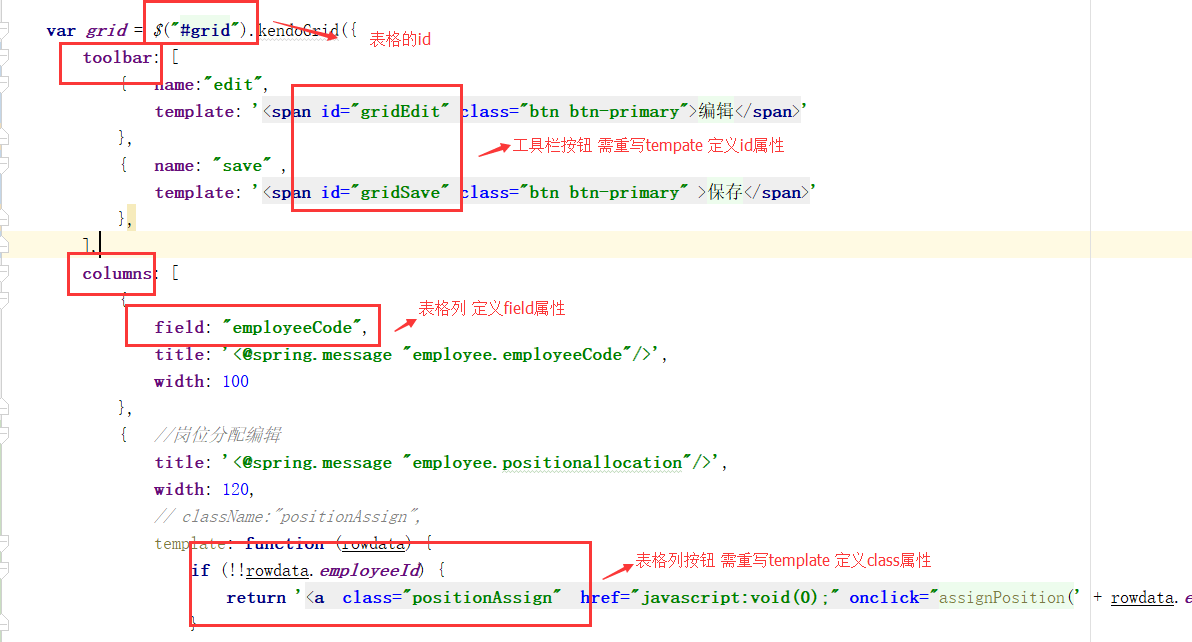 var grid = $("#grid").kendoGrid({
表格的id
toolbar: [
{ name:"edit",
template: '<span id="gridEdit" class="btn btn-primary">编辑</span>'
},
工具栏按钮 需重写tempate 定义id属性
{ name: "save" ,
template: '<span id="gridSave" class="btn btn-primary" >保存</span>'
},
],
columns: [
{
表格列 定义field属性
field: "employeeCode",
title: '<@spring.message "employee.employeeCode"/>',
width: 100
},
{ //岗位分配编辑
title: '<@spring.message "employee.positionallocation"/>',
width: 120,
// className:"positionAssign",
template: function (rowdata) {
表格列按钮 需重写template 定义class属性
if (!!rowdata.employeeId) {
return '<a class="positionAssign" href="javascript:void(0);" onclick="assignPosition(' + rowdata.e
}